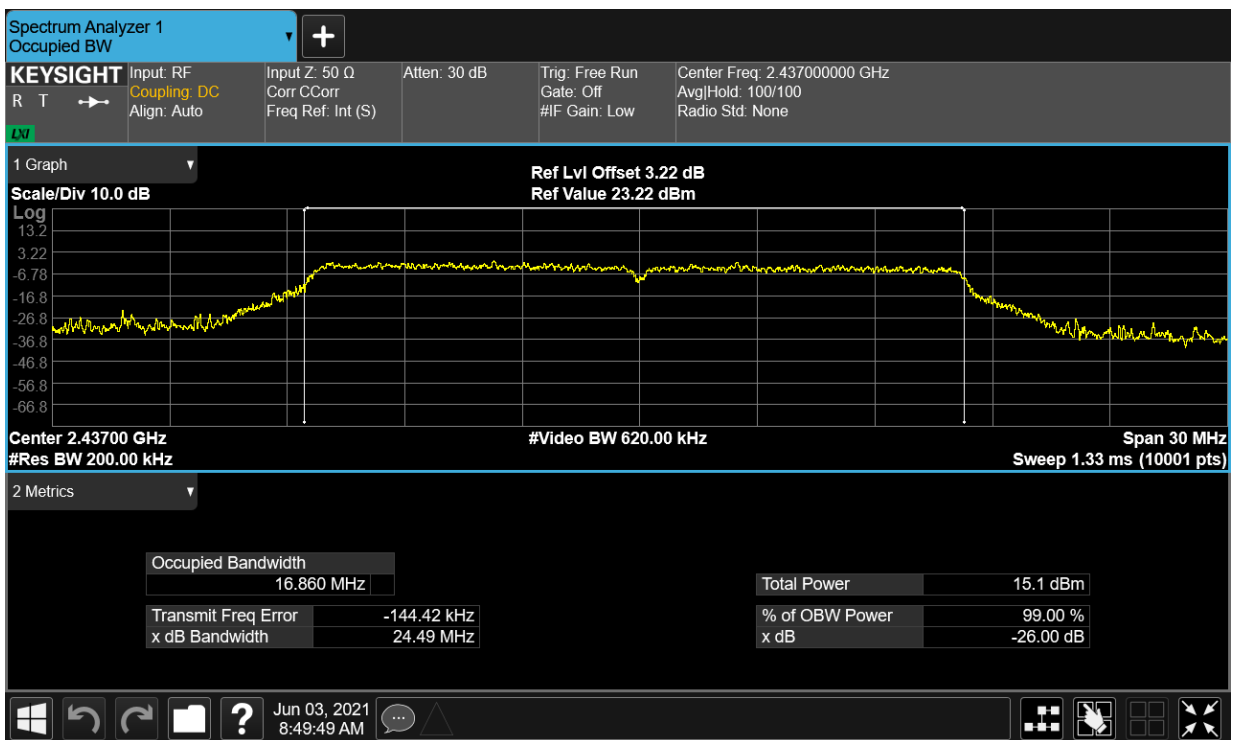 Spectrum Analyzer 1
Occupied BW
KEYSIGHT
R T
LXI
Input: RF
Coupling: DC
Align: Auto
Input Z: 50 Ω
Corr CCorr
Freq Ref: Int (S)
Atten: 30 dB
Trig: Free Run
Gate: Off
#IF Gain: Low
Center Freq: 2.437000000 GHz
Avg|Hold: 100/100
Radio Std: None
1 Graph
Ref Lvl Offset 3.22 dB
Scale/Div 10.0 dB
Ref Value 23.22 dBm
Log
13.2
3.22
-6.78
-16.8
-26.8
-36.8
-46.8
-56.8
-66.8
Center 2.43700 GHz
#Video BW 620.00 kHz
Span 30 MHz
#Res BW 200.00 kHz
Sweep 1.33 ms (10001 pts)
2 Metrics
Occupied Bandwidth
16.860 MHz
Total Power 15.1 dBm
Transmit Freq Error -144.42 kHz
% of OBW Power 99.00 %
x dB Bandwidth 24.49 MHz
x dB -26.00 dB
?
Jun 03, 2021
8:49:49 AM